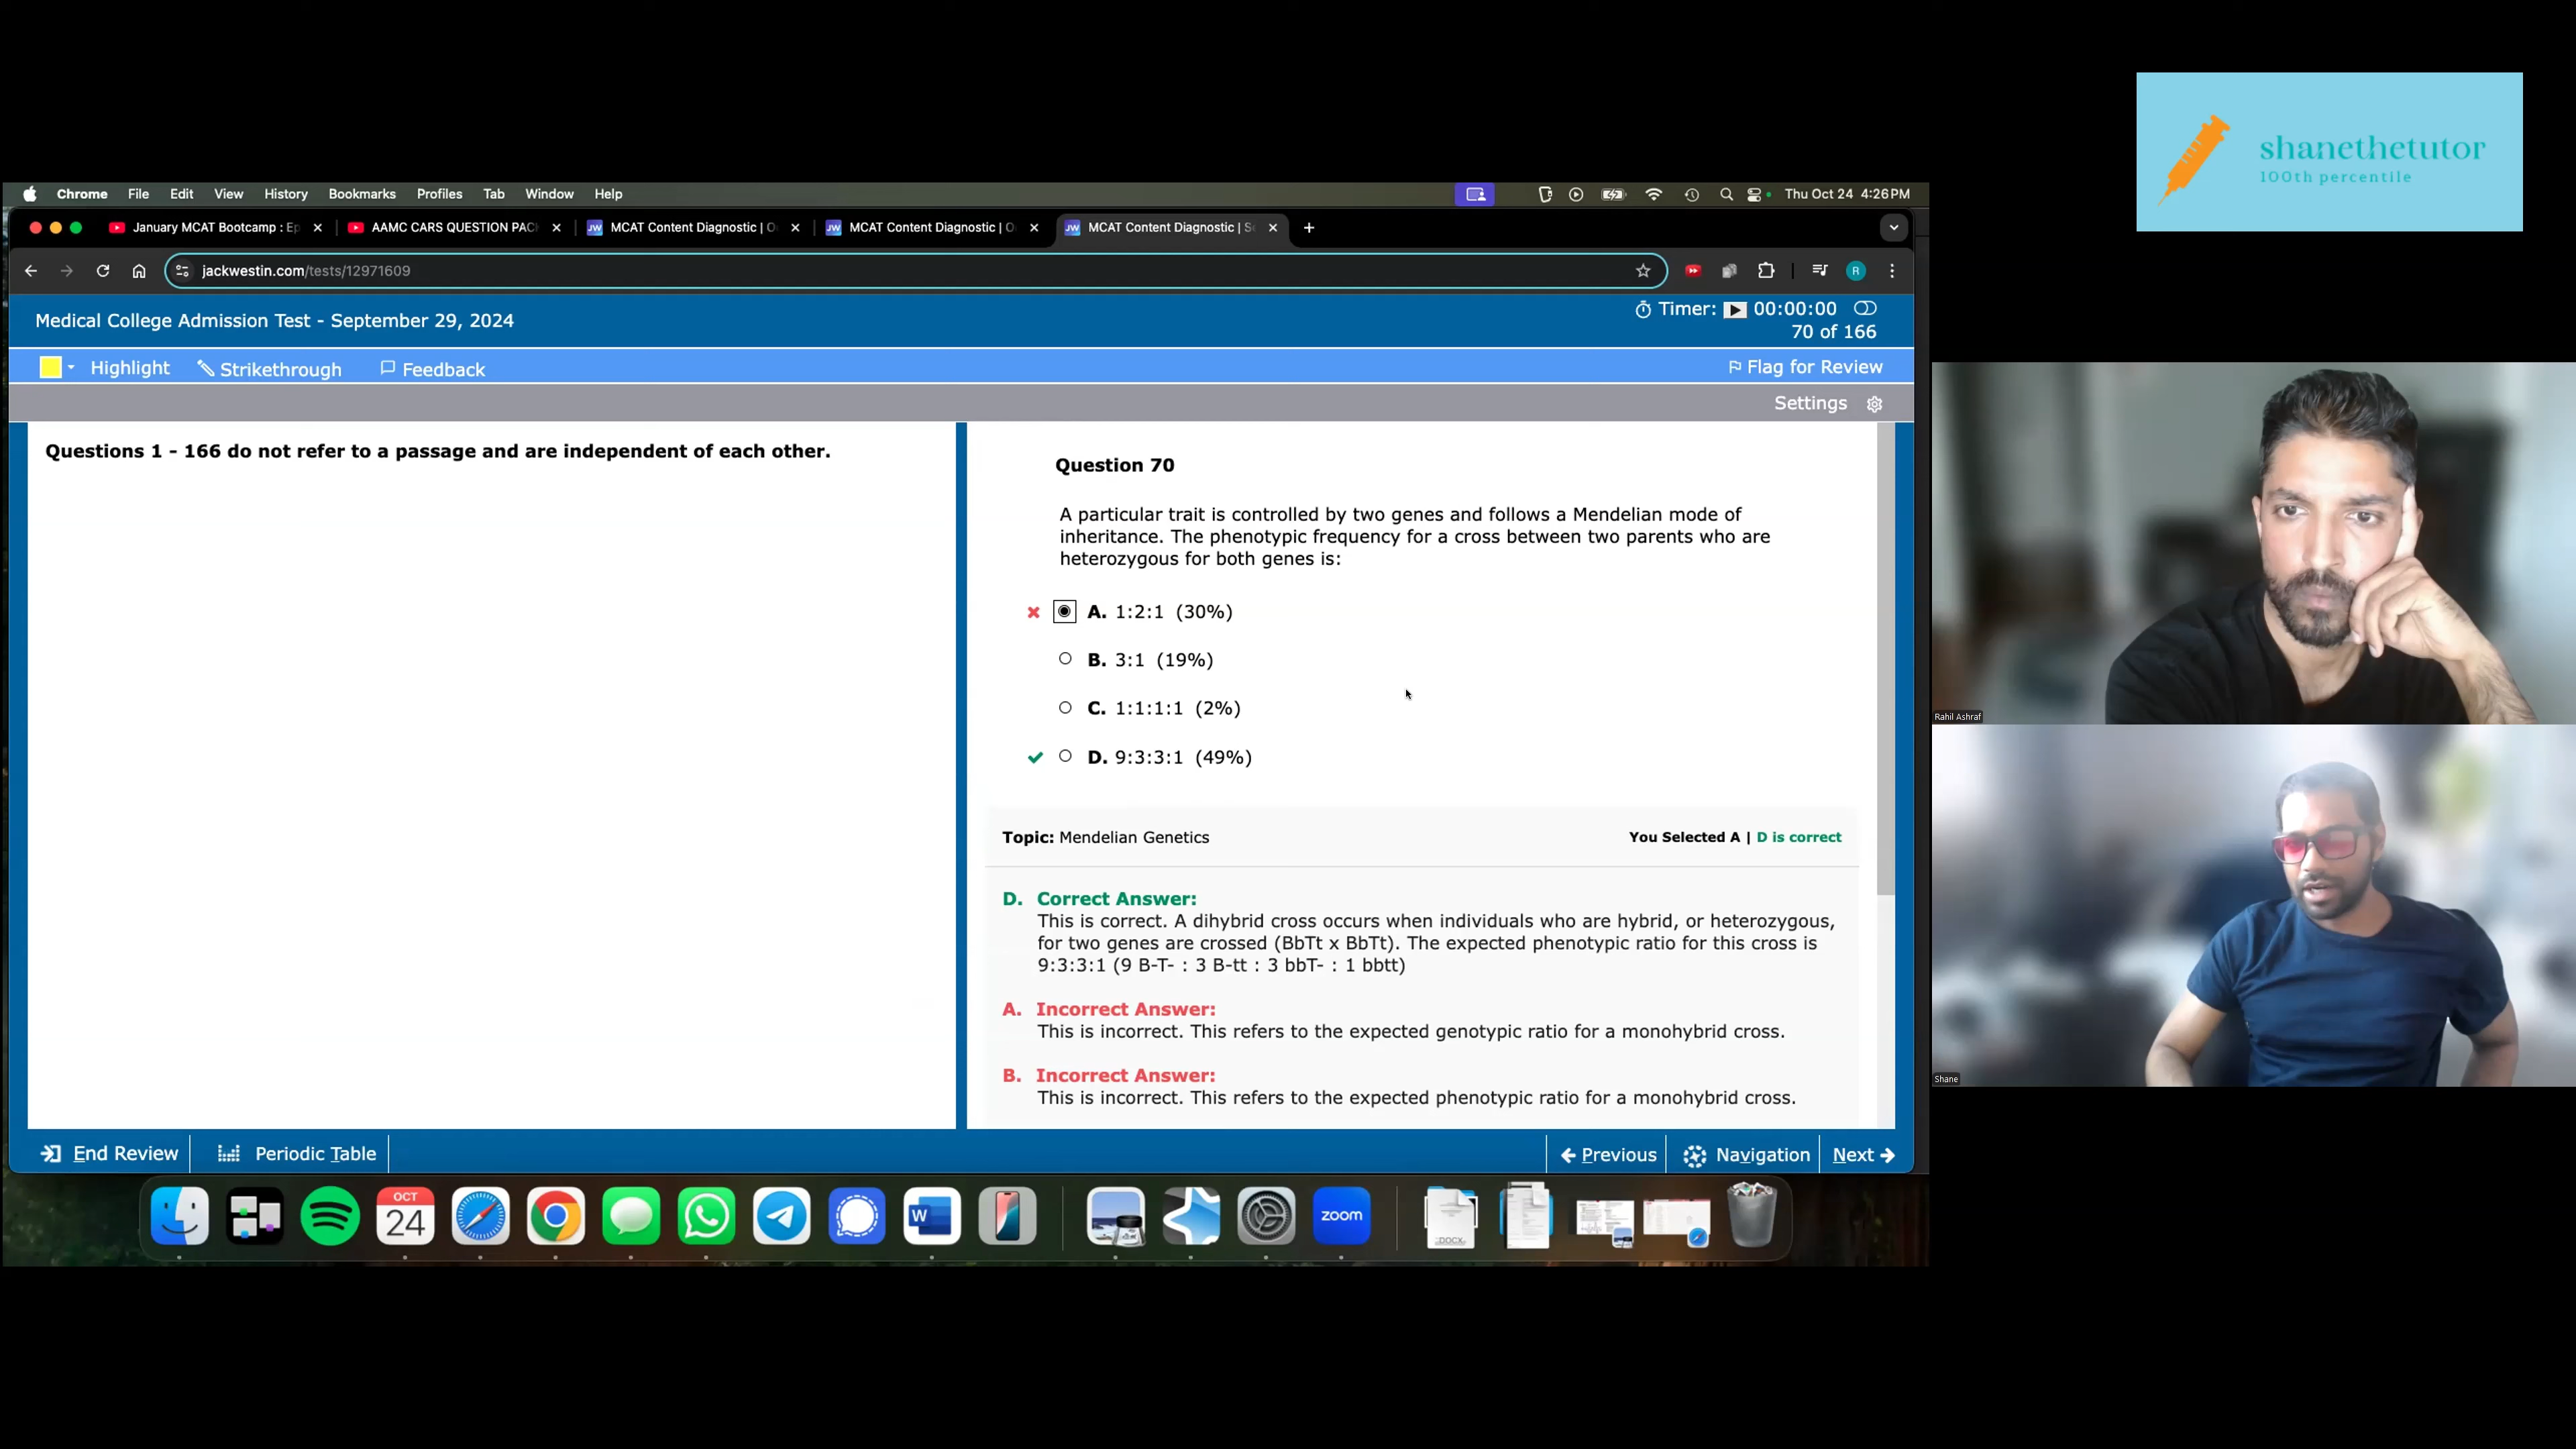 shanethetutor
100th percentile
Chrome File Edit View History Bookmarks Profiles Tab Window Help
Thu Oct 24 4:26 PM
January MCAT Bootcamp : Ep
AAMC CARS QUESTION PAC
MCAT Content Diagnostic | O
MCAT Content Diagnostic | O
MCAT Content Diagnostic | S
jackwestin.com/tests/12971609
R
Medical College Admission Test - September 29, 2024
Timer: 00:00:00
70 of 166
Highlight Strikethrough Feedback
Flag for Review
Settings
Questions 1 - 166 do not refer to a passage and are independent of each other.
Question 70
A particular trait is controlled by two genes and follows a Mendelian mode of
inheritance. The phenotypic frequency for a cross between two parents who are
heterozygous for both genes is:
A. 1:2:1 (30%)
B. 3:1 (19%)
C. 1:1:1:1 (2%)
D. 9:3:3:1 (49%)
Topic: Mendelian Genetics
You Selected A | D is correct
D. Correct Answer:
This is correct. A dihybrid cross occurs when individuals who are hybrid, or heterozygous,
for two genes are crossed (BbTt x BbTt). The expected phenotypic ratio for this cross is
9:3:3:1 (9 B-T- : 3 B-tt : 3 bbT- : 1 bbtt)
A. Incorrect Answer:
This is incorrect. This refers to the expected genotypic ratio for a monohybrid cross.
B. Incorrect Answer:
This is incorrect. This refers to the expected phenotypic ratio for a monohybrid cross.
End Review Periodic Table
Previous Navigation Next
OCT
24
W
zoom
DOCX
Rahil Ashraf
Shane